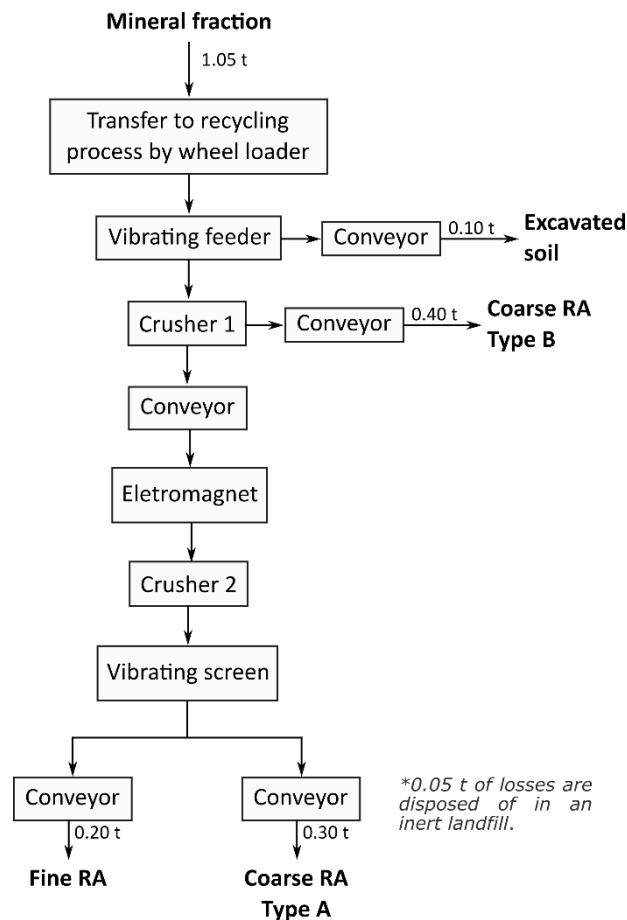 Mineral fraction
1.05 t
Transfer to recycling
process by wheel loader
Vibrating feeder
Conveyor
0.10 t
Excavated
soil
Crusher 1
Conveyor
0.40 t
Coarse RA
Type B
Conveyor
Eletromagnet
Crusher 2
Vibrating screen
Conveyor
Conveyor
*0.05 t of losses are
disposed of in an
inert landfill.
0.20 t
0.30 t
Fine RA
Coarse RA
Type A